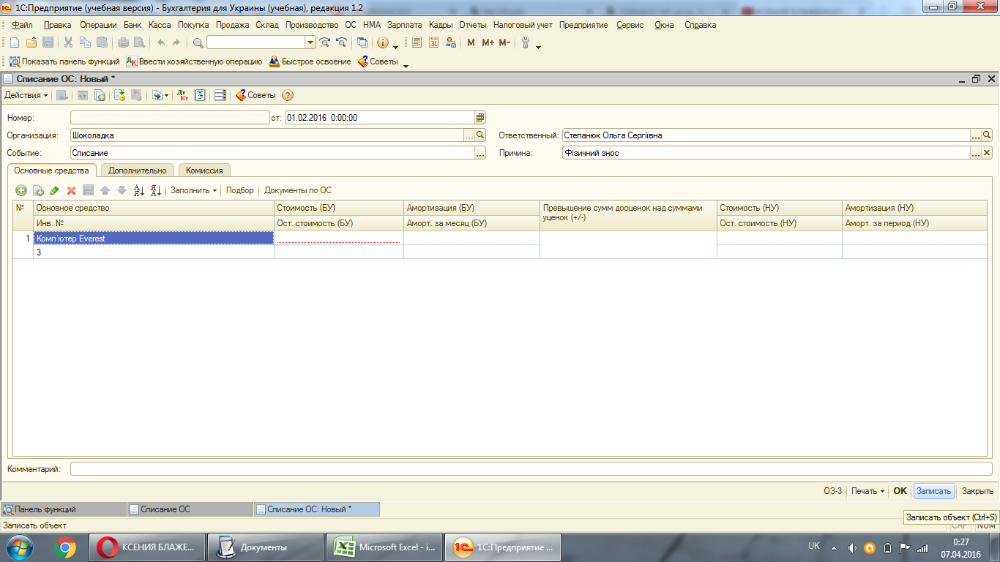 1С:Предприятие (учебная версия) - Бухгалтерия для Украины (учебная), редакция 1.2
Файл Правка Операции Банк Касса Покупка Продажа Склад Производство ОС НМА Зарплата Кадры Отчеты Налоговый учет Предприятие Сервис Окна Справка
M M+ M-
Показать панель функций Ввести хозяйственную операцию Быстрое освоение Советы
Списание ОС: Новый *
Действия Советы
Номер: от: 01.02.2016 0:00:00
Организация: Шоколадка ... Ответственный: Степанюк Ольга Сергіївна ...
Событие: Списание ... Причина: Фізичний знос ...
Основные средства Дополнительно Комиссия
Заполнить Подбор Документы по ОС
№ Основное средство Стоимость (БУ) Амортизация (БУ) Превышение сумм дооценок над суммами уценок (+/-) Стоимость (НУ) Амортизация (НУ)
Инв. № Ост. стоимость (БУ) Аморт. за месяц (БУ) Ост. стоимость (НУ) Аморт. за период (НУ)
1 Комп'ютер Everest
3
Комментарий:
ОЗ-3 Печать OK Записать Закрыть
Панель функций Списание ОС Списание ОС: Новый *
Записать объект (Ctrl+S)
Записать объект CAP NUM
КСЕНИЯ БЛАЖЕ... Документы Microsoft Excel - i... 1С:Предприятие ... UK 0:27
07.04.2016